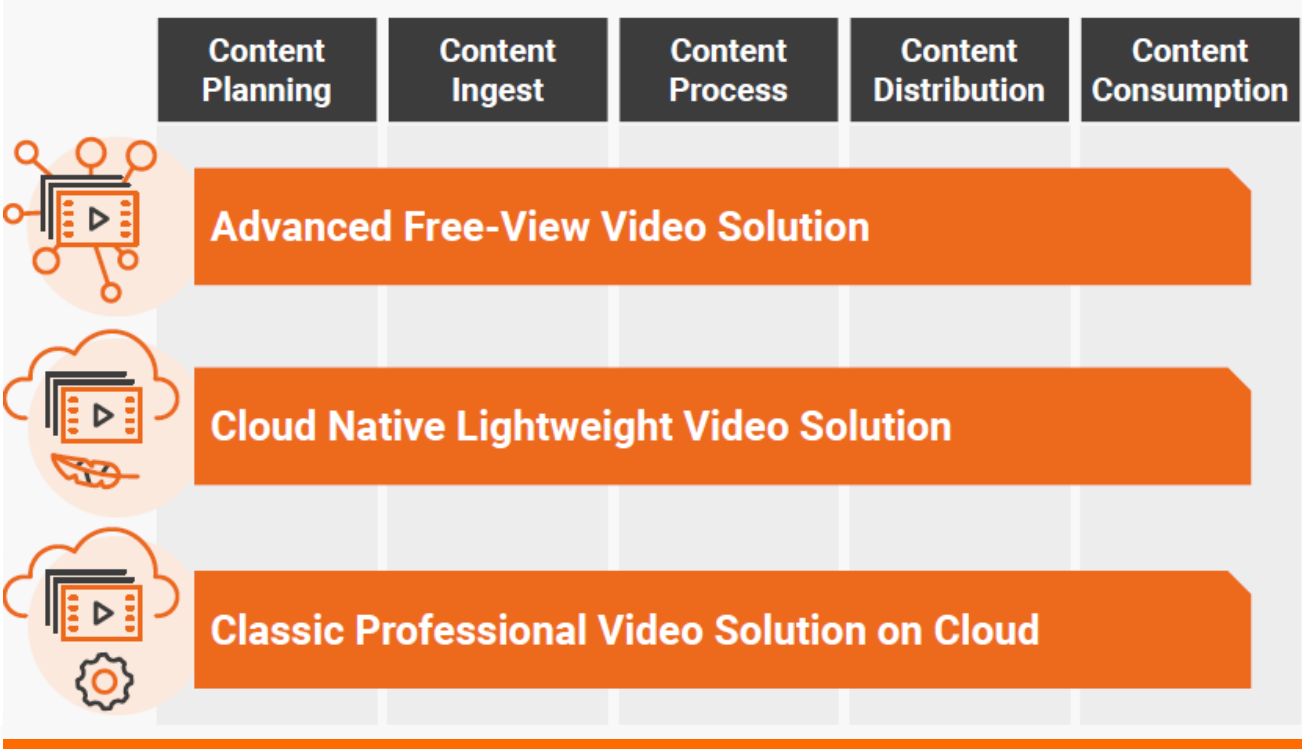 Content
Planning
Content
Ingest
Content
Process
Content
Distribution
Content
Consumption
Advanced Free-View Video Solution
Cloud Native Lightweight Video Solution
Classic Professional Video Solution on Cloud